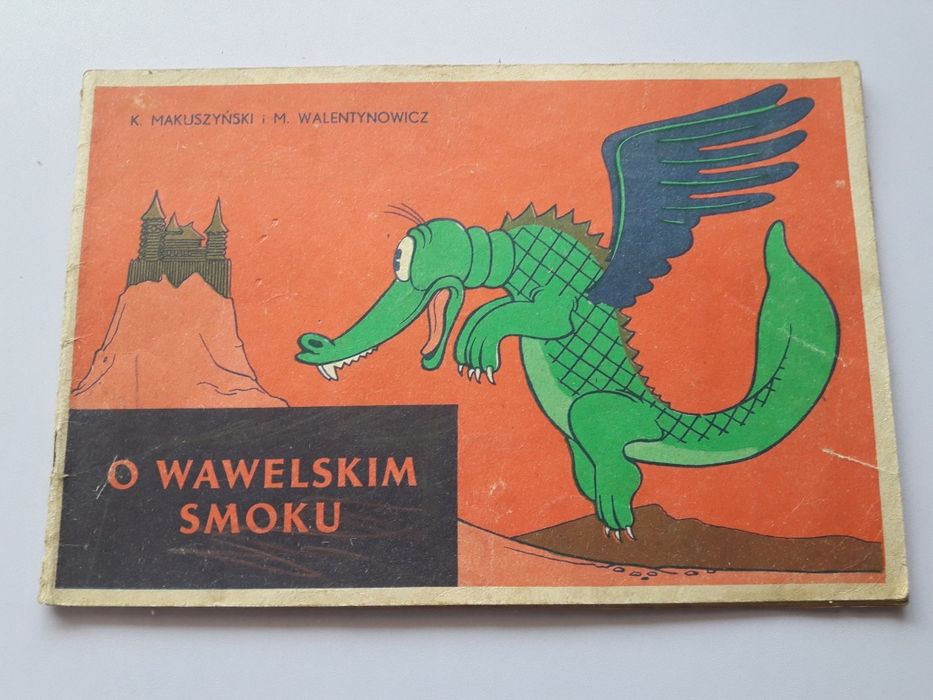 K. MAKUSZYŃSKI i M. WALENTYNOWICZ
O WAWELSKIM
SMOKU